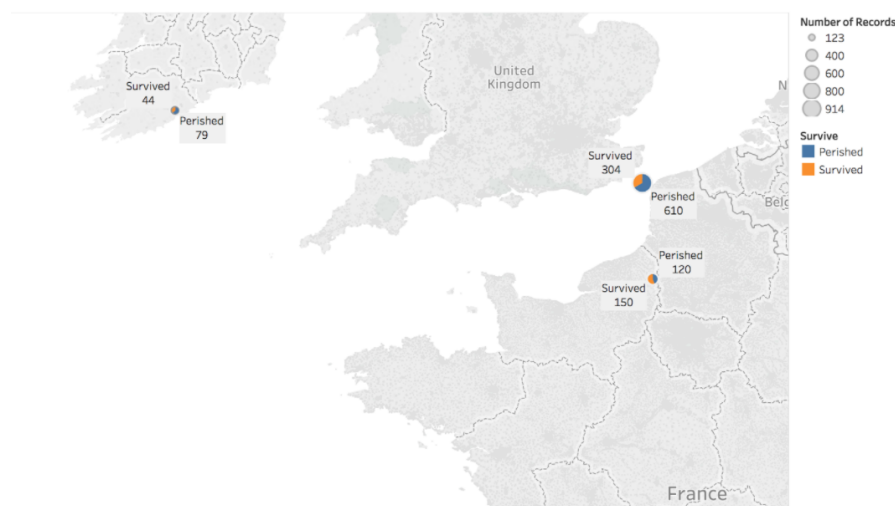 Number of Records
123
400
600
800
914
Survive
Perished
Survived
United
Kingdom
N
Survived
44
Perished
79
Survived
304
Perished
610
Belg
Perished
120
Survived
150
France